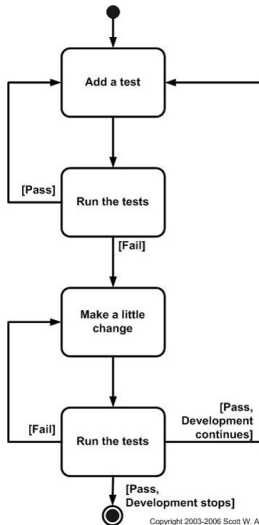 Add a test
[Pass]
Run the tests
[Fail]
Make a little
change
[Fail]
Run the tests
[Pass,
Development
continues]
[Pass,
Development stops]
Copyright 2003-2006 Scott W. A